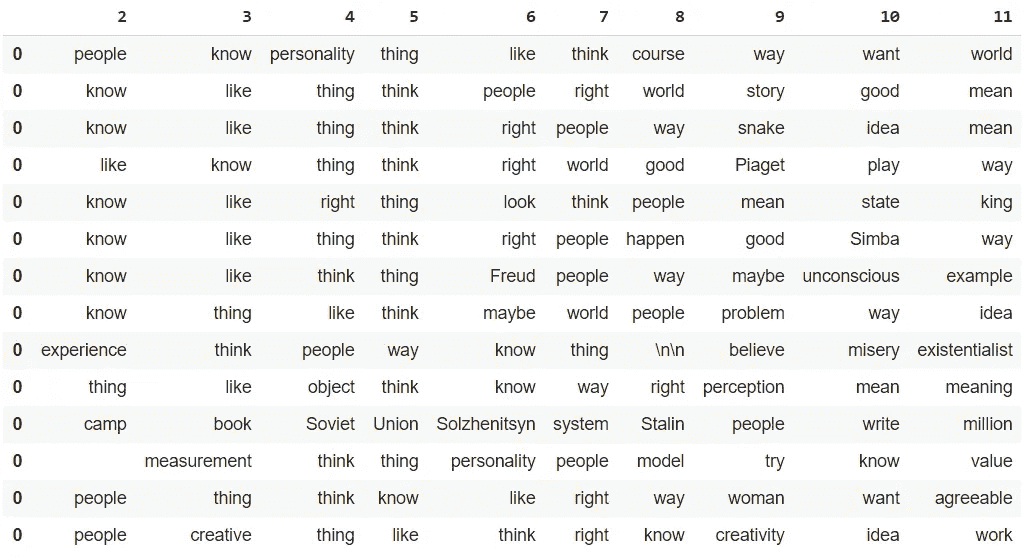 2 3 4 5 6 7 8 9 10 11
0 people know personality thing like think course way want world
0 know like thing think people right world story good mean
0 know like thing think right people way snake idea mean
0 like know thing think right world good Piaget play way
0 know like right thing look think people mean state king
0 know like thing think right people happen good Simba way
0 know like think thing Freud people way maybe unconscious example
0 know thing like think maybe world people problem way idea
0 experience think people way know thing \n\n believe misery existentialist
0 thing like object think know way right perception mean meaning
0 camp book Soviet Union Solzhenitsyn system Stalin people write million
0 measurement think thing personality people model try know value
0 people thing think know like right way woman want agreeable
0 people creative thing like think right know creativity idea work